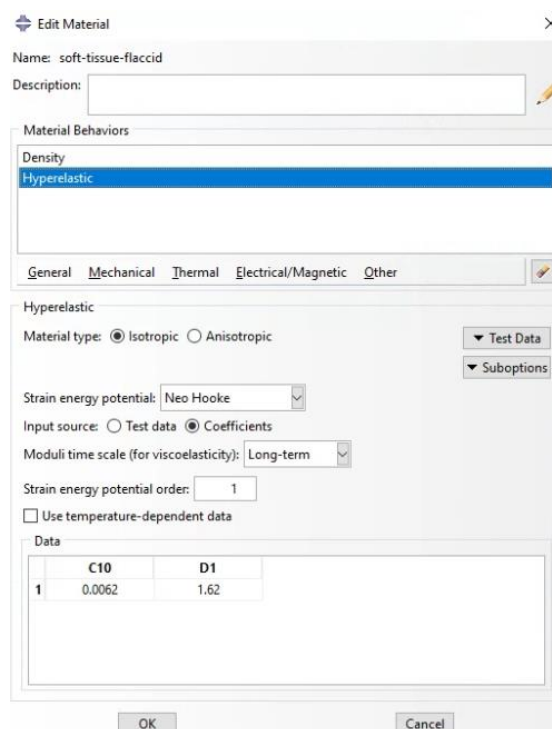 Edit Material
Name: soft-tissue-flaccid
Description:
Material Behaviors
Density
Hyperelastic
General Mechanical Thermal Electrical/Magnetic Other
Hyperelastic
Material type: Isotropic Anisotropic
Test Data
Suboptions
Strain energy potential: Neo Hooke
Input source: Test data Coefficients
Moduli time scale (for viscoelasticity): Long-term
Strain energy potential order: 1
Use temperature-dependent data
Data
C10 D1
1 0.0062 1.62
OK Cancel